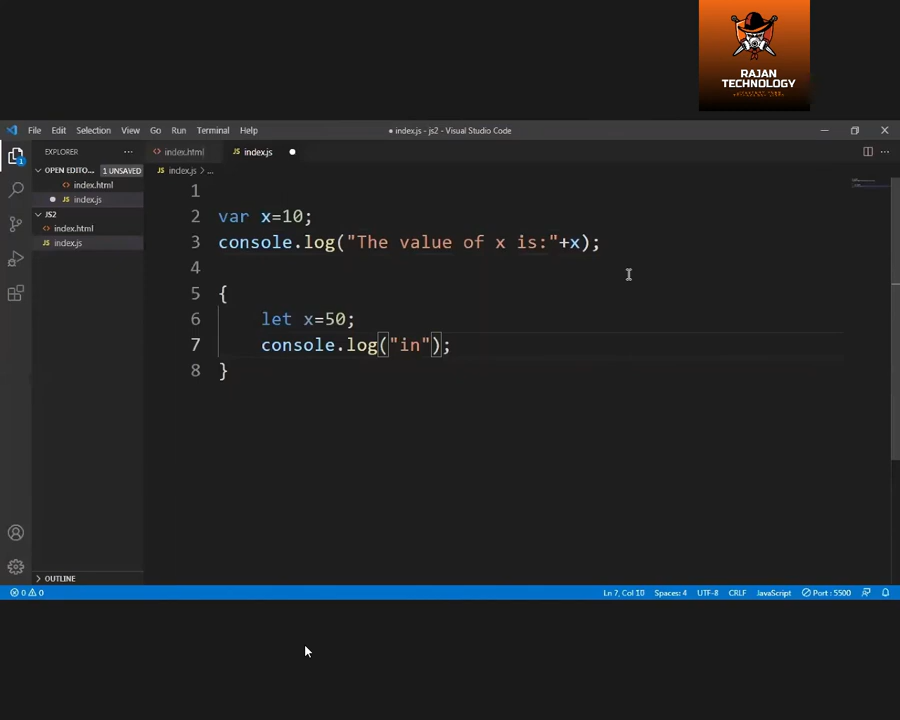 RAJAN
TECHNOLOGY
File Edit Selection View Go Run Terminal Help
● index.js - js2 - Visual Studio Code
EXPLORER
index.html
index.js
OPEN EDITO... 1 UNSAVED
index.js > ...
index.html
index.js
JS2
index.html
index.js
1
2 var x=10;
3 console.log("The value of x is:"+x);
4
5 {
6 let x=50;
7 console.log("in");
8 }
OUTLINE
0 0
Ln 7, Col 10 Spaces: 4 UTF-8 CRLF JavaScript Port : 5500